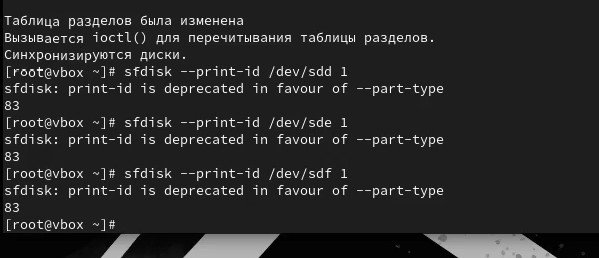 Таблица разделов была изменена
Вызывается ioctl() для перечитывания таблицы разделов.
Синхронизируются диски.
[root@vbox ~]# sfdisk --print-id /dev/sdd 1
sfdisk: print-id is deprecated in favour of --part-type
83
[root@vbox ~]# sfdisk --print-id /dev/sde 1
sfdisk: print-id is deprecated in favour of --part-type
83
[root@vbox ~]# sfdisk --print-id /dev/sdf 1
sfdisk: print-id is deprecated in favour of --part-type
83
[root@vbox ~]#